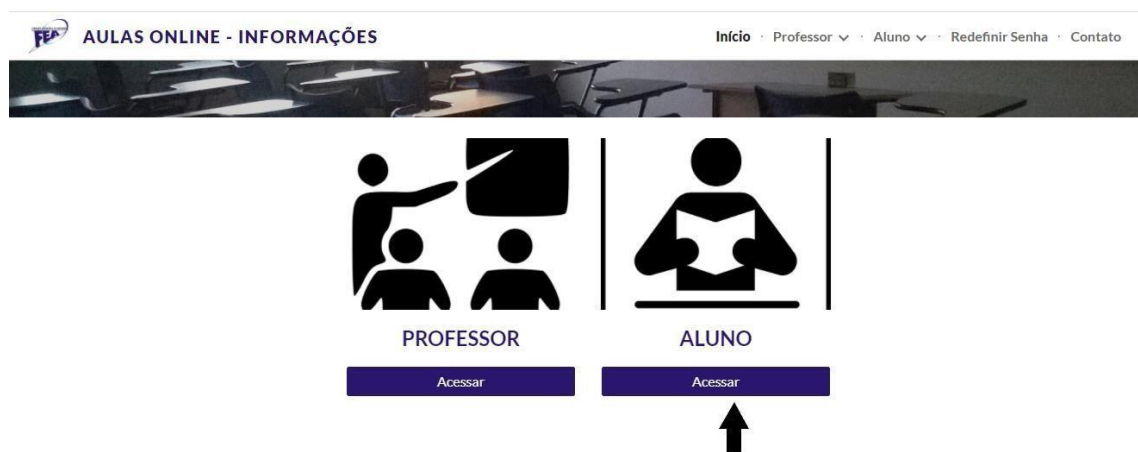 FEA
AULAS ONLINE - INFORMAÇÕES
Início · Professor · Aluno · Redefinir Senha · Contato
PROFESSOR
ALUNO
Acessar
Acessar